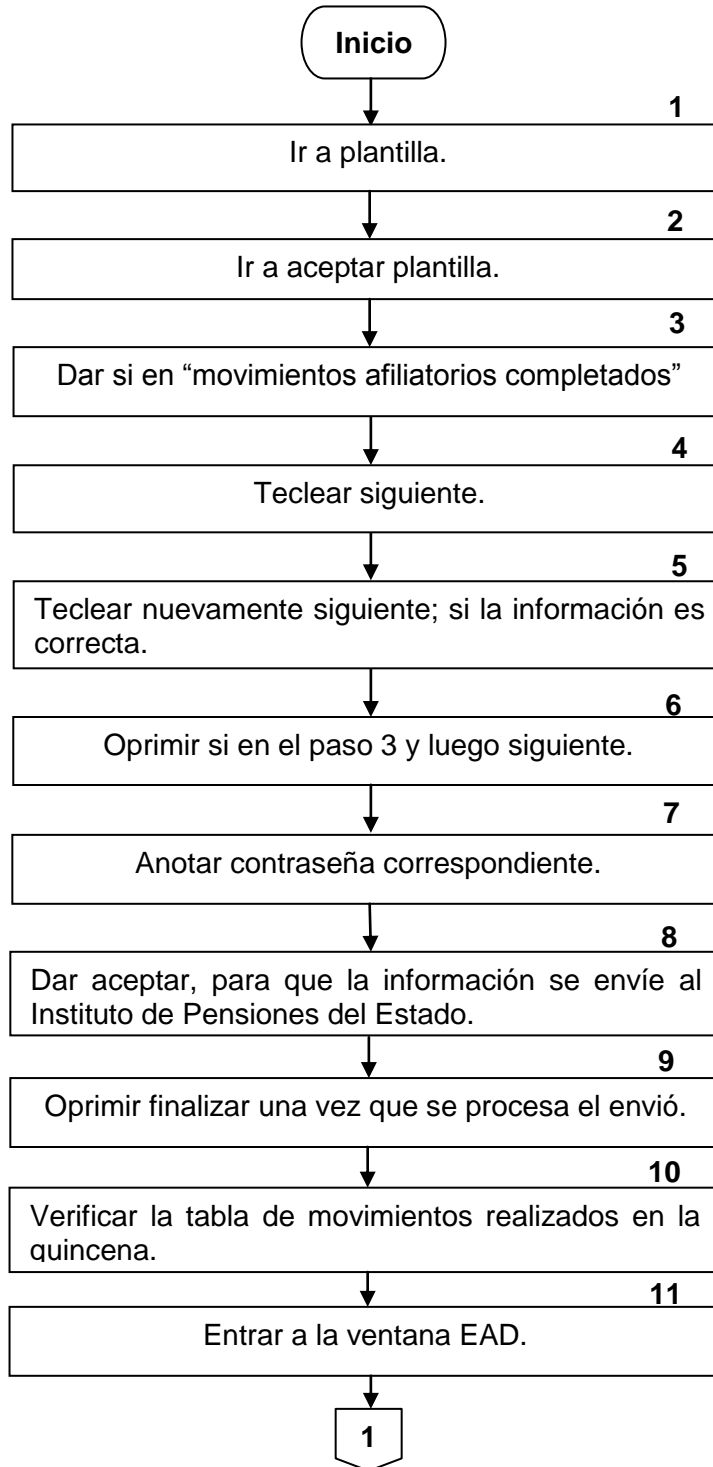 Inicio
1
Ir a plantilla.
2
Ir a aceptar plantilla.
3
Dar si en “movimientos afiliatorios completados”
4
Teclear siguiente.
5
Teclear nuevamente siguiente; si la información es
correcta.
6
Oprimir si en el paso 3 y luego siguiente.
7
Anotar contraseña correspondiente.
8
Dar aceptar, para que la información se envíe al
Instituto de Pensiones del Estado.
9
Oprimir finalizar una vez que se procesa el envió.
10
Verificar la tabla de movimientos realizados en la
quincena.
11
Entrar a la ventana EAD.
1